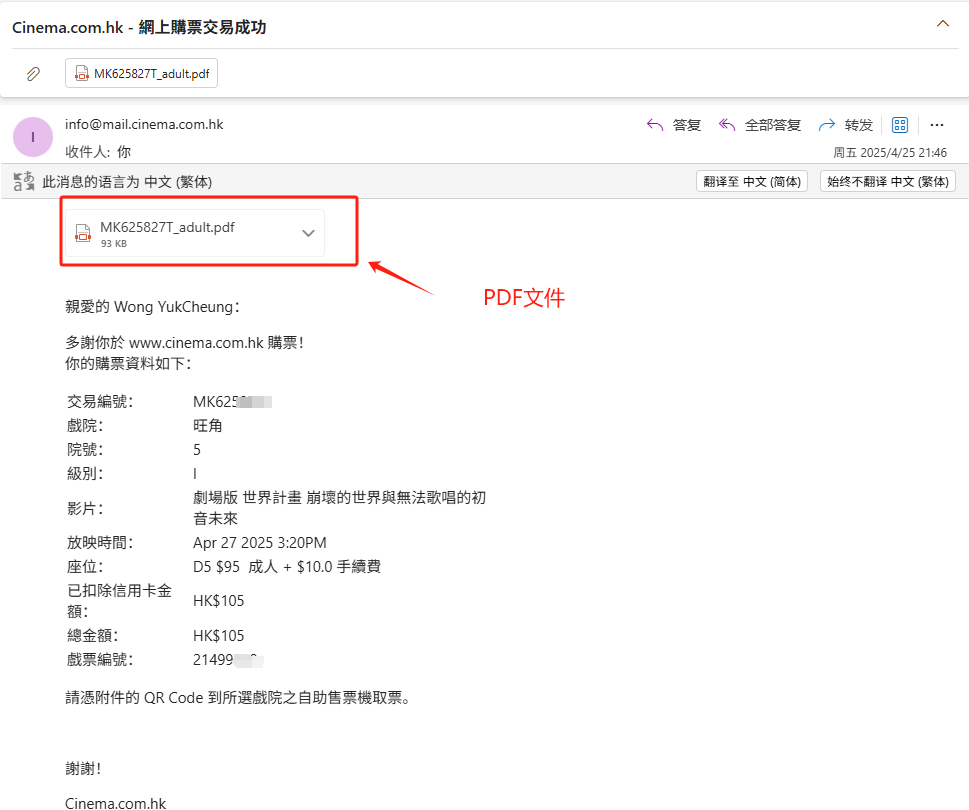 Cinema.com.hk - 網上購票交易成功
MK625827T_adult.pdf
I
info@mail.cinema.com.hk
答复
全部答复
转发
收件人: 你
周五 2025/4/25 21:46
此消息的语言为 中文 (繁体)
翻译至 中文 (简体)
始终不翻译 中文 (繁体)
MK625827T_adult.pdf
93 KB
PDF文件
親愛的 Wong YukCheung:
多謝你於 www.cinema.com.hk 購票!
你的購票資料如下:
交易編號: MK625
戲院: 旺角
院號: 5
級別: I
影片: 劇場版 世界計畫 崩壞的世界與無法歌唱的初
音未來
放映時間: Apr 27 2025 3:20PM
座位: D5 $95 成人 + $10.0 手續費
已扣除信用卡金
額: HK$105
總金額: HK$105
戲票編號: 21499
請憑附件的 QR Code 到所選戲院之自助售票機取票。
謝謝!
Cinema.com.hk